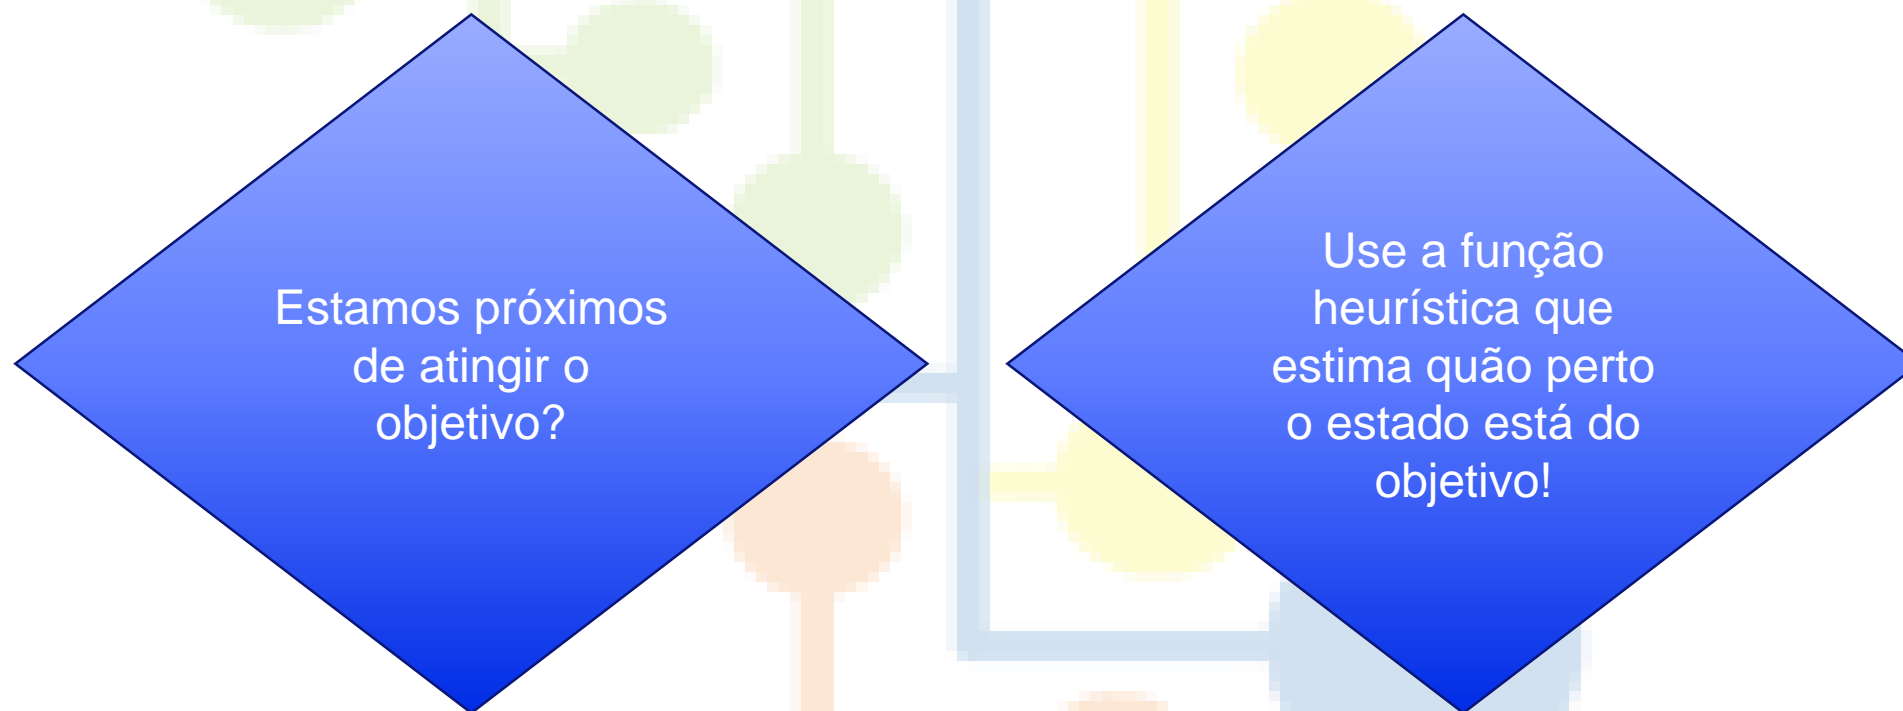 Estamos próximos
de atingir o
objetivo?
Use a função
heurística que
estima quão perto
o estado está do
objetivo!